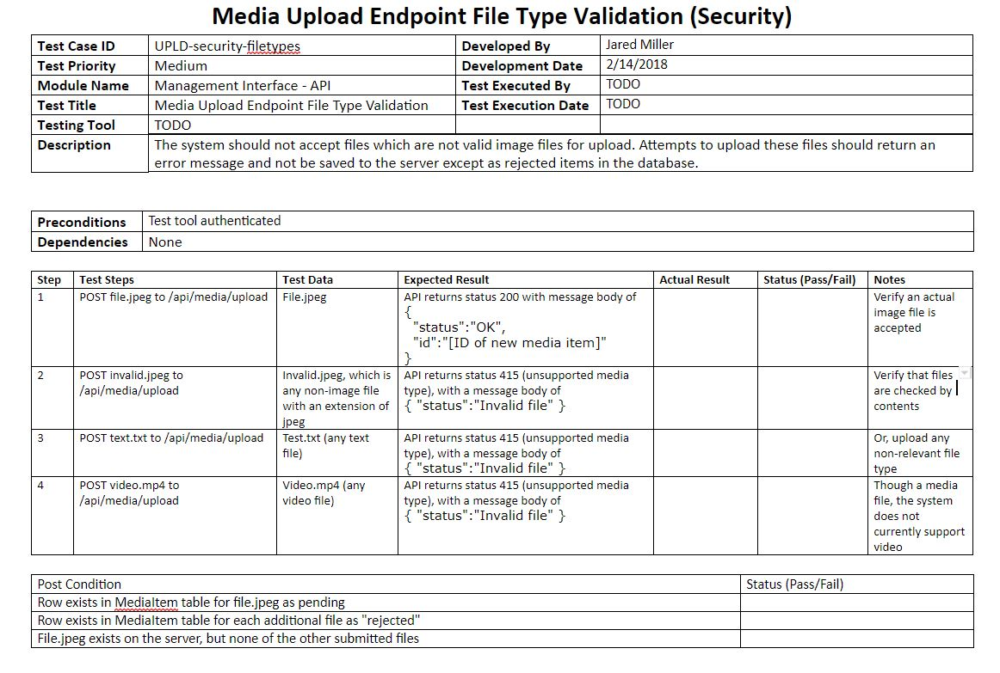 Media Upload Endpoint File Type Validation (Security)
Test Case ID UPLD-security-filetypes Developed By Jared Miller
Test Priority Medium Development Date 2/14/2018
Module Name Management Interface - API Test Executed By TODO
Test Title Media Upload Endpoint File Type Validation Test Execution Date TODO
Testing Tool TODO
Description The system should not accept files which are not valid image files for upload. Attempts to upload these files should return an
error message and not be saved to the server except as rejected items in the database.
Preconditions Test tool authenticated
Dependencies None
Step Test Steps Test Data Expected Result Actual Result Status (Pass/Fail) Notes
1 POST file.jpeg to /api/media/upload File.jpeg API returns status 200 with message body of Verify an actual
{ image file is
"status":"OK", accepted
"id":"[ID of new media item]"
}
2 POST invalid.jpeg to Invalid.jpeg, which is API returns status 415 (unsupported media Verify that files
/api/media/upload any non-image file type), with a message body of are checked by
with an extension of { "status":"Invalid file" } contents
jpeg
3 POST text.txt to /api/media/upload Test.txt (any text API returns status 415 (unsupported media Or, upload any
file) type), with a message body of non-relevant file
{ "status":"Invalid file" } type
4 POST video.mp4 to Video.mp4 (any API returns status 415 (unsupported media Though a media
/api/media/upload video file) type), with a message body of file, the system
{ "status":"Invalid file" } does not
currently support
video
Post Condition Status (Pass/Fail)
Row exists in MediaItem table for file.jpeg as pending
Row exists in MediaItem table for each additional file as "rejected"
File.jpeg exists on the server, but none of the other submitted files